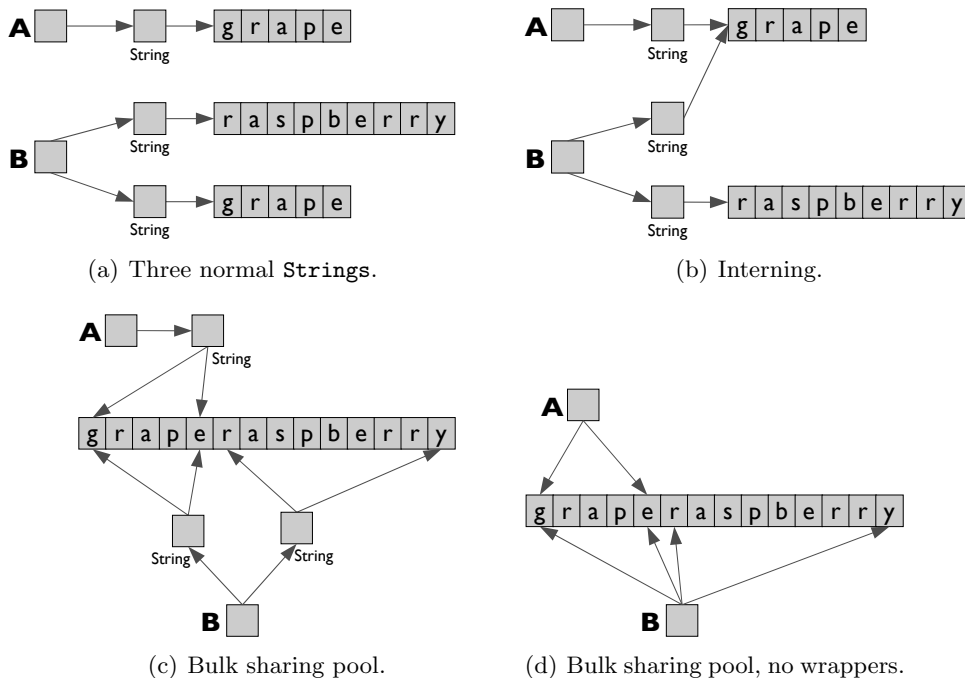 A g r a p e
String
B r a s p b e r r y
String
g r a p e
String
(a) Three normal Strings.
A g r a p e
String
B
String
r a s p b e r r y
String
(b) Interning.
A
String
g r a p e r a s p b e r r y
String String
B
(c) Bulk sharing pool.
A
g r a p e r a s p b e r r y
B
(d) Bulk sharing pool, no wrappers.